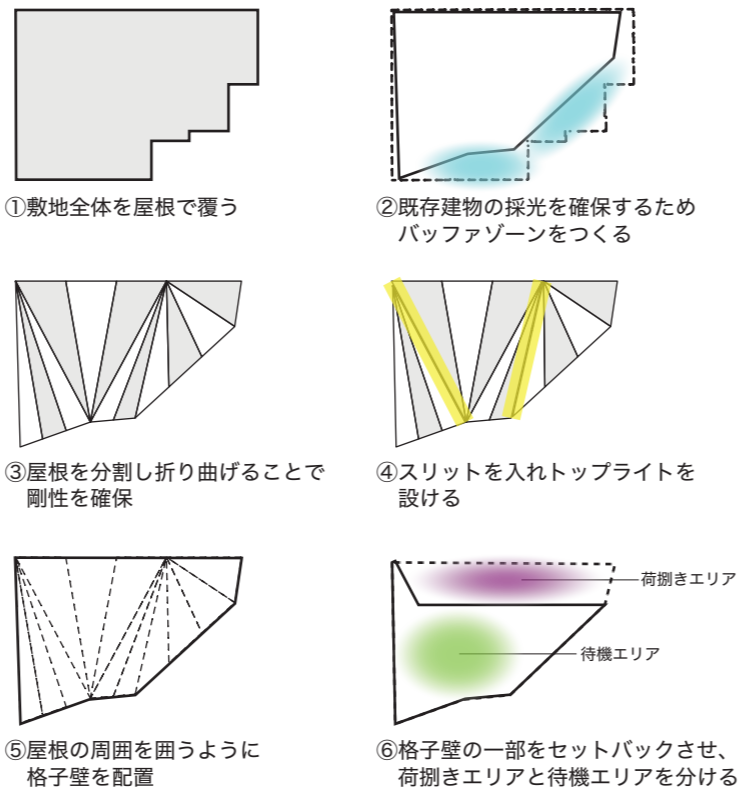 ①敷地全体を屋根で覆う
②既存建物の採光を確保するため
バッファゾーンをつくる
③屋根を分割し折り曲げることで
剛性を確保
④スリットを入れトップライトを
設ける
⑤屋根の周囲を囲うように
格子壁を配置
荷捌きエリア
待機エリア
⑥格子壁の一部をセットバックさせ、
荷捌きエリアと待機エリアを分ける